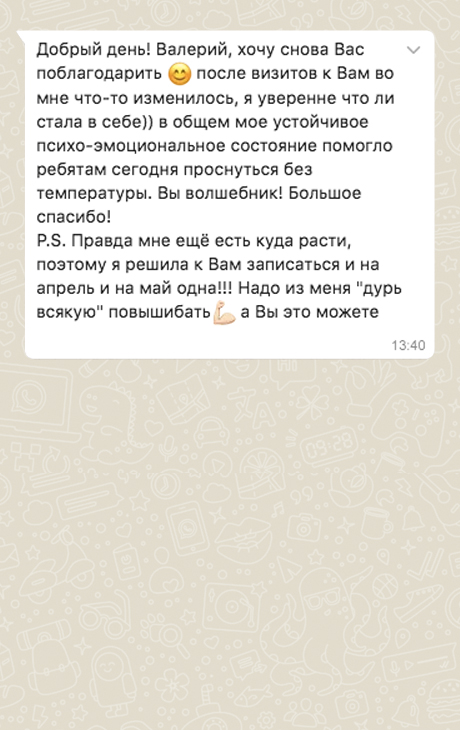 Добрый день! Валерий, хочу снова Вас
поблагодарить 😊 после визитов к Вам во
мне что-то изменилось, я уверенне что ли
стала в себе)) в общем мое устойчивое
психо-эмоциональное состояние помогло
ребятам сегодня проснуться без
температуры. Вы волшебник! Большое
спасибо!
P.S. Правда мне ещё есть куда расти,
поэтому я решила к Вам записаться и на
апрель и на май одна!!! Надо из меня "дурь
всякую" повышибать💪🏻 а Вы это можете
13:40